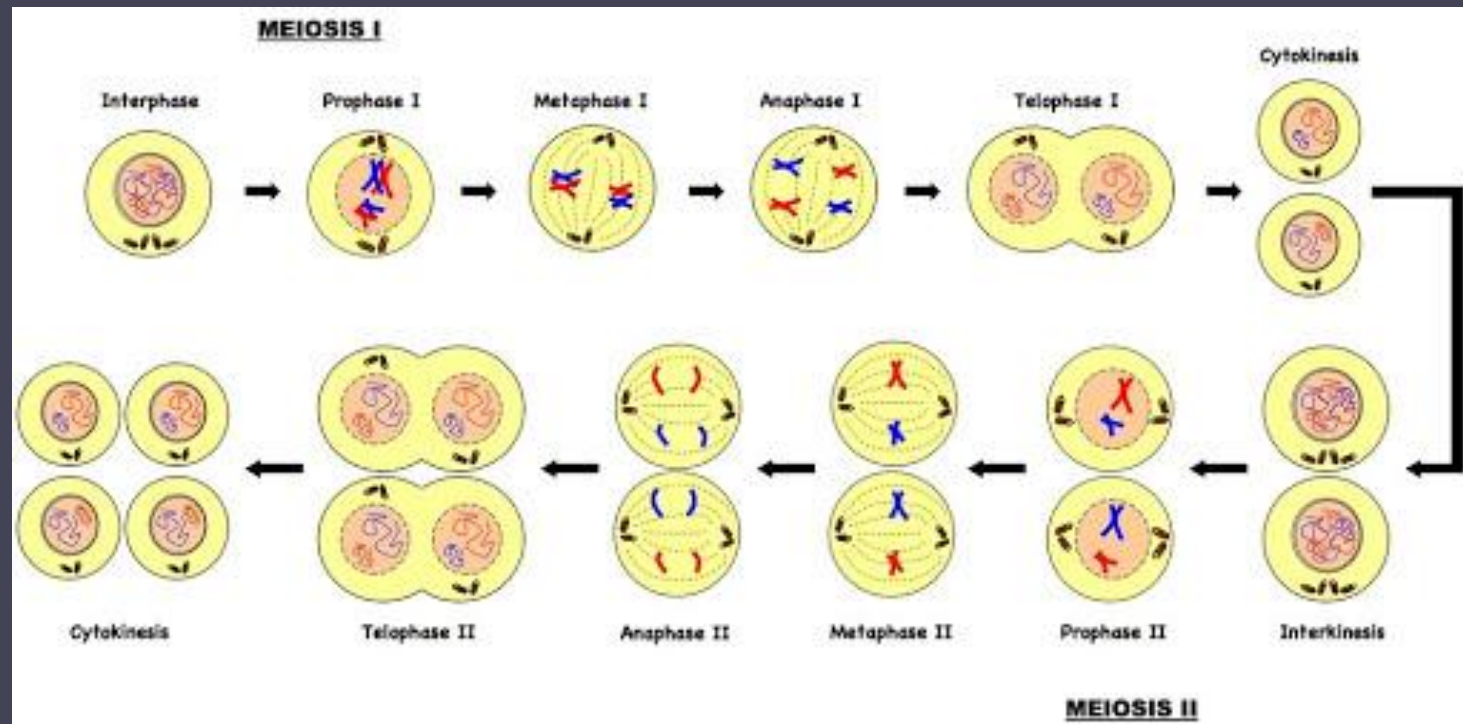 MEIOSIS I
Cytokinesis
Interphase Prophase I Metaphase I Anaphase I Telophase I
Cytokinesis Telophase II Anaphase II Metaphase II Prophase II Interkinesis
MEIOSIS II